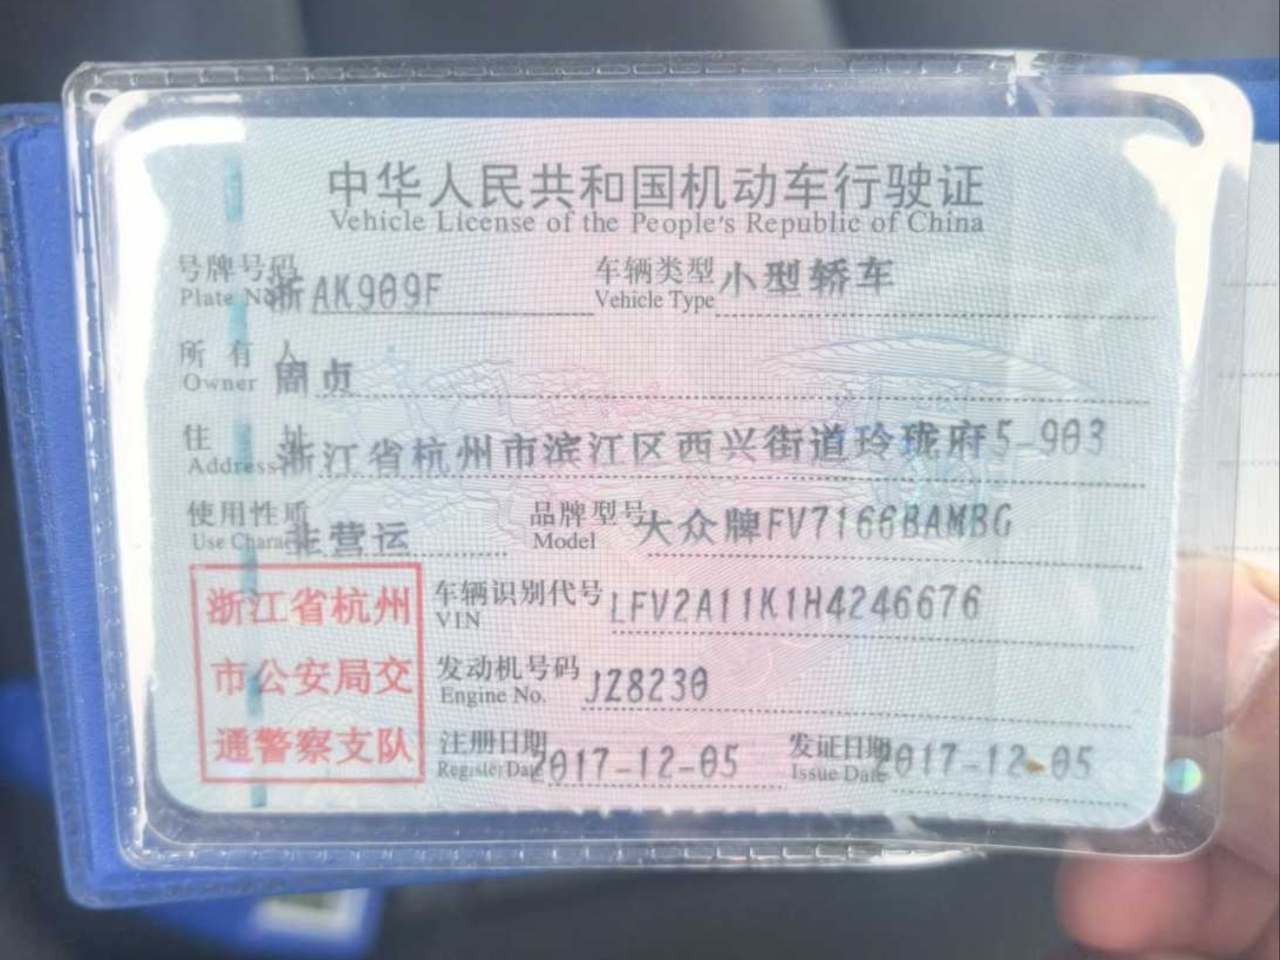 中华人民共和国机动车行驶证
Vehicle License of the People's Republic of China
号牌号码 浙AK909F 车辆类型 小型轿车
Plate No. Vehicle Type
所有人 周贞
Owner
住址 浙江省杭州市滨江区西兴街道玲珑府5-903
Address
使用性质 非营运 品牌型号 大众牌FV7166BAMBG
Use Character Model
浙江省杭州
市公安局交
通警察支队
车辆识别代号 LFV2A11K1H4246676
VIN
发动机号码 JZ8230
Engine No.
注册日期 2017-12-05 发证日期 2017-12-05
Register Date Issue Date